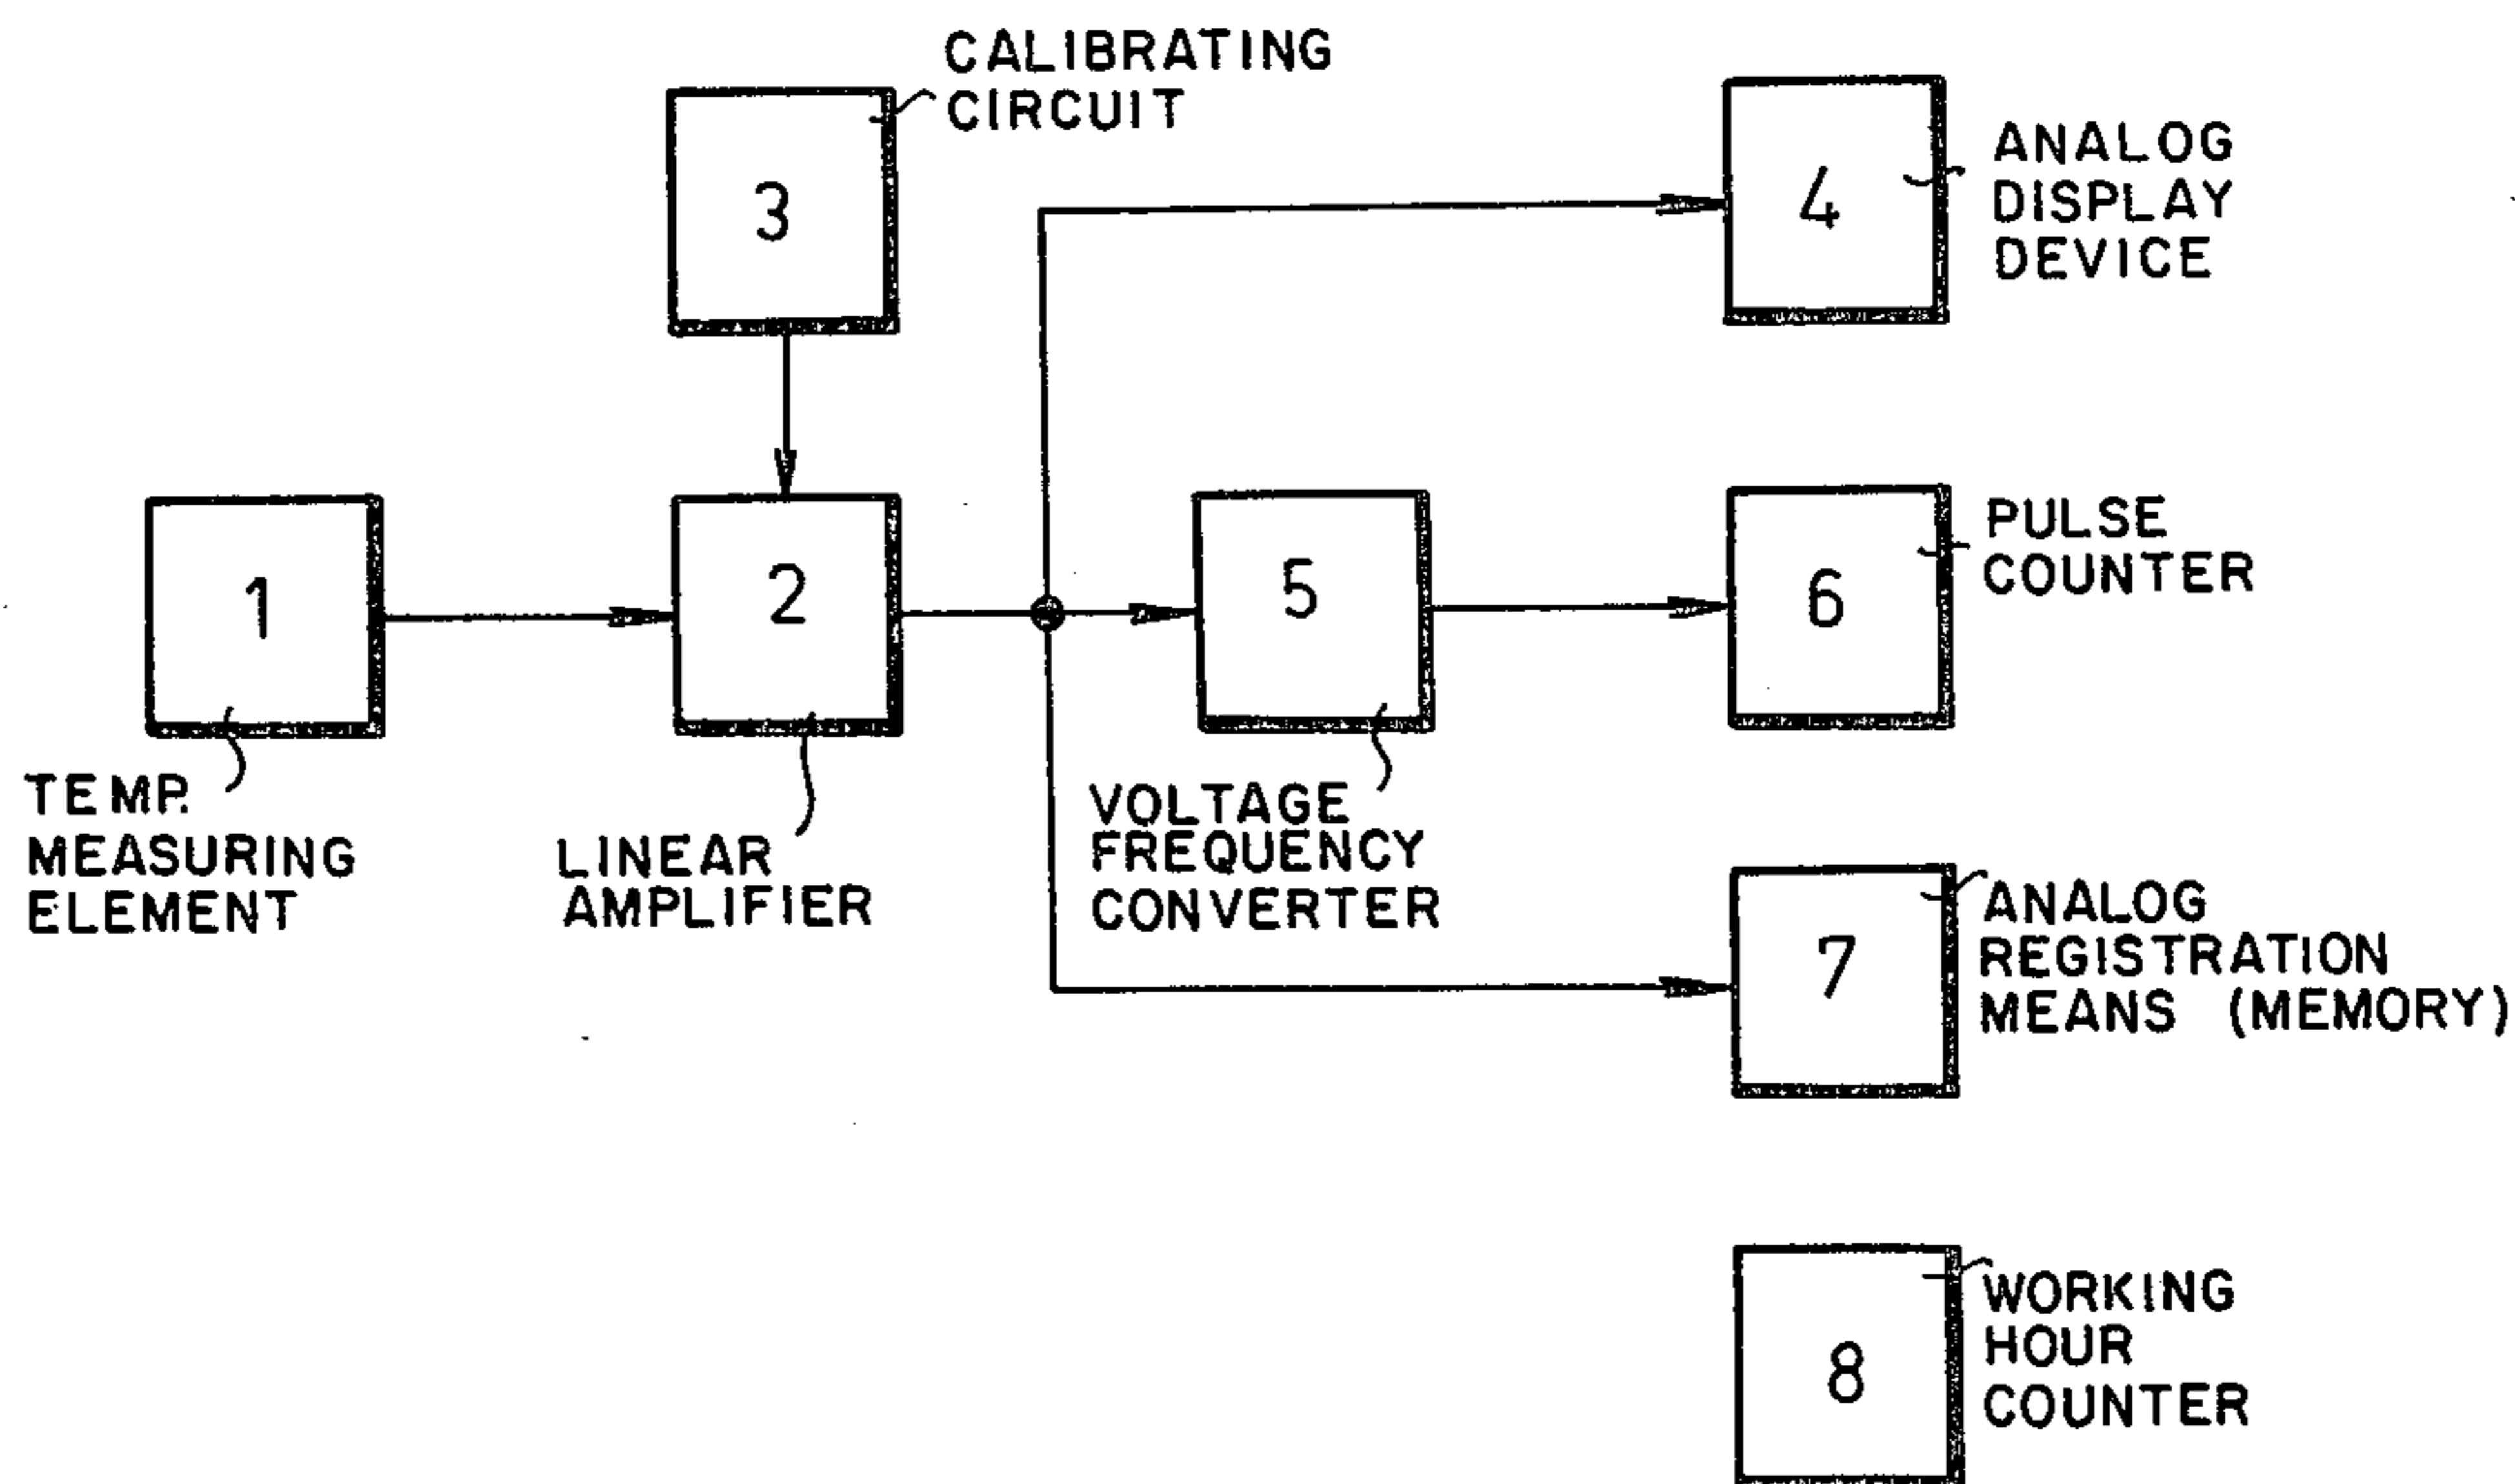 CALIBRATING
CIRCUIT
3
4
ANALOG
DISPLAY
DEVICE
1
2
5
6
PULSE
COUNTER
TEMP.
MEASURING
ELEMENT
LINEAR
AMPLIFIER
VOLTAGE
FREQUENCY
CONVERTER
7
ANALOG
REGISTRATION
MEANS (MEMORY)
8
WORKING
HOUR
COUNTER